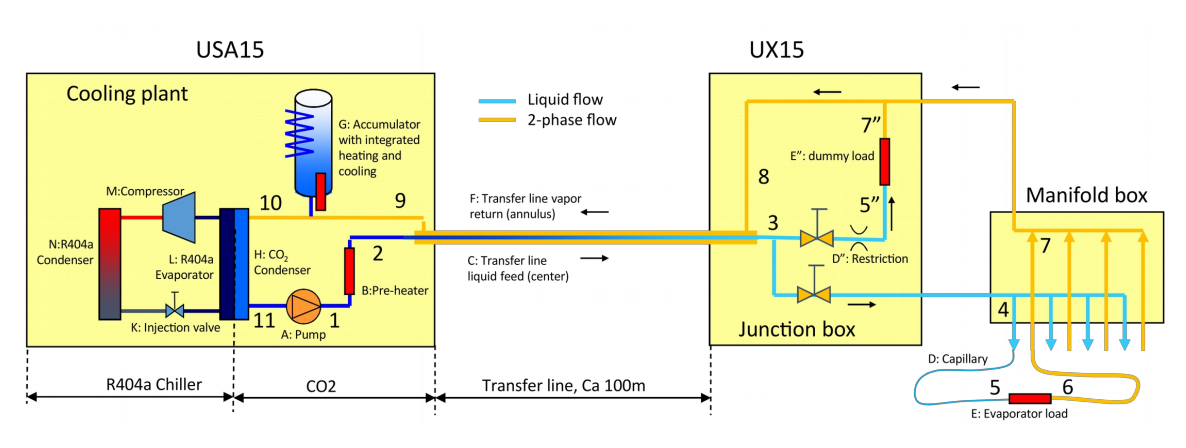 USA15
UX15
Cooling plant
G: Accumulator
with integrated
heating and
cooling
Liquid flow
2-phase flow
7”
E”: dummy load
M:Compressor
10
9
F: Transfer line vapor
return (annulus)
8
5”
Manifold box
N:R404a
Condenser
L: R404a
Evaporator
H: CO₂
Condenser
2
C: Transfer line
liquid feed (center)
3
D”: Restriction
7
B:Pre-heater
K: Injection valve
11
1
A: Pump
Junction box
4
D: Capillary
R404a Chiller
CO2
Transfer line, Ca 100m
5
6
E: Evaporator load